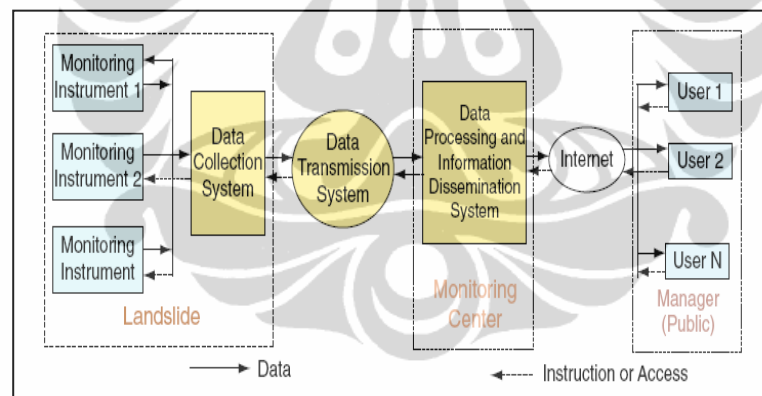 Monitoring
Instrument 1
Monitoring
Instrument 2
Monitoring
Instrument
Landslide
Data
Collection
System
Data
Transmission
System
Data
Processing and
Information
Dissemination
System
Monitoring
Center
Internet
User 1
User 2
User N
Manager
(Public)
Data
Instruction or Access